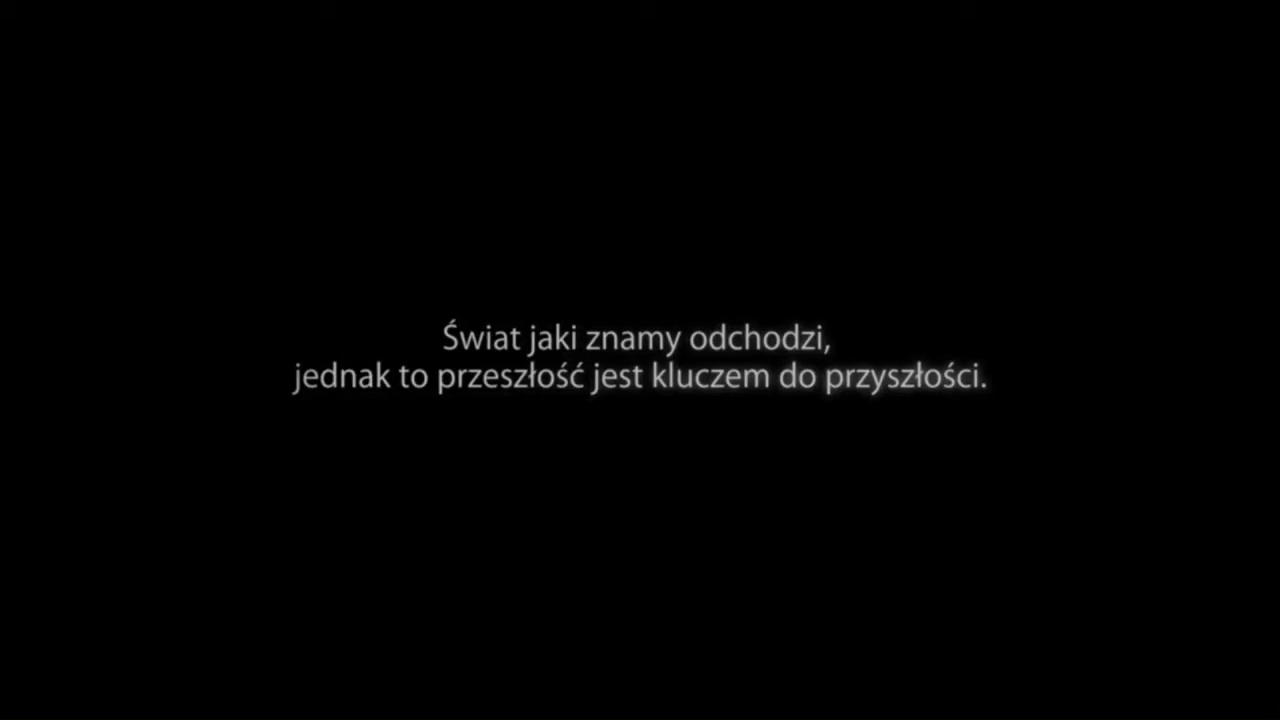 Świat jaki znamy odchodzi,
jednak to przeszłość jest kluczem do przyszłości.